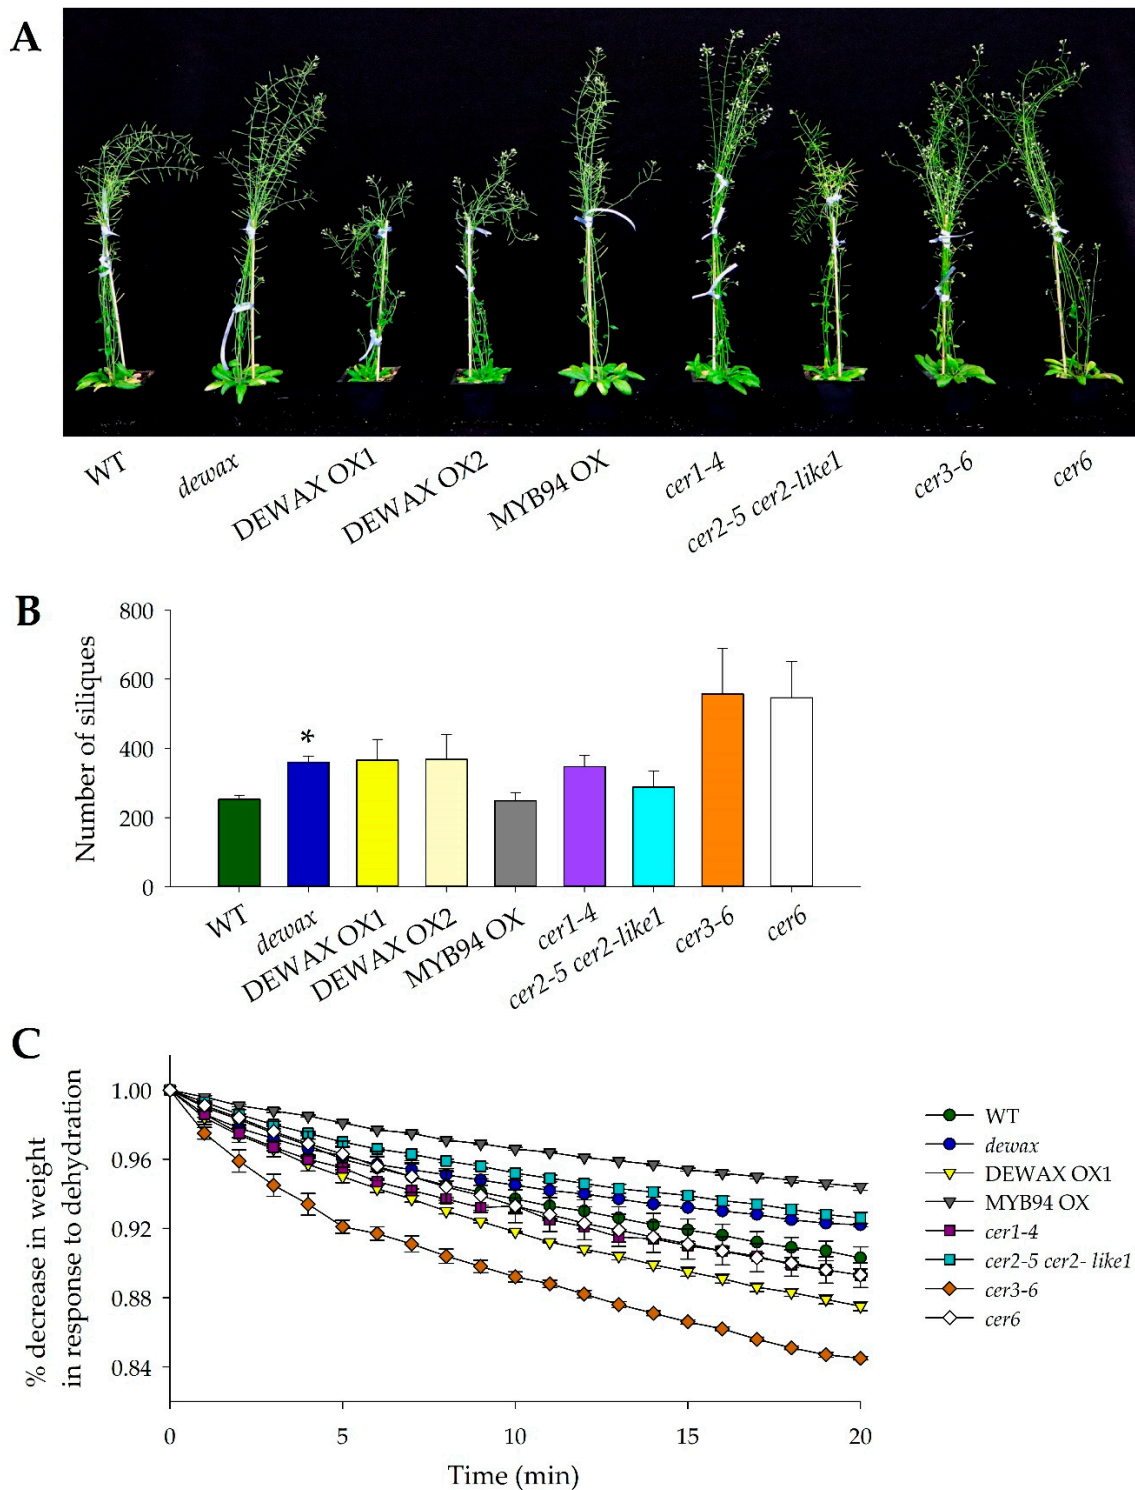 A
WT
dewax
DEWAX OX1
DEWAX OX2
MYB94 OX
cer1-4
cer2-5 cer2-like1
cer3-6
cer6
B
Number of siliques
800
600
400
200
0
*
WT
dewax
DEWAX OX1
DEWAX OX2
MYB94 OX
cer1-4
cer2-5 cer2-like1
cer3-6
cer6
C
% decrease in weight
in response to dehydration
1.00
0.96
0.92
0.88
0.84
0
5
10
15
20
Time (min)
WT
dewax
DEWAX OX1
MYB94 OX
cer1-4
cer2-5 cer2- like1
cer3-6
cer6